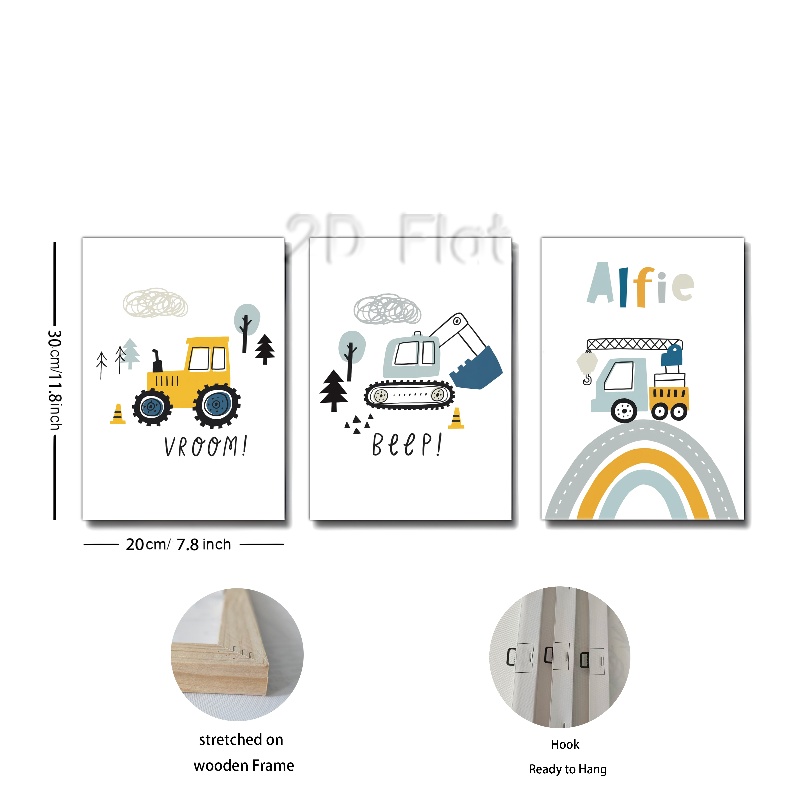 2D Flat
Alfie
30cm/11.8inch
VROOM!
BEEP!
20cm/ 7.8 inch
stretched on
wooden Frame
Hook
Ready to Hang